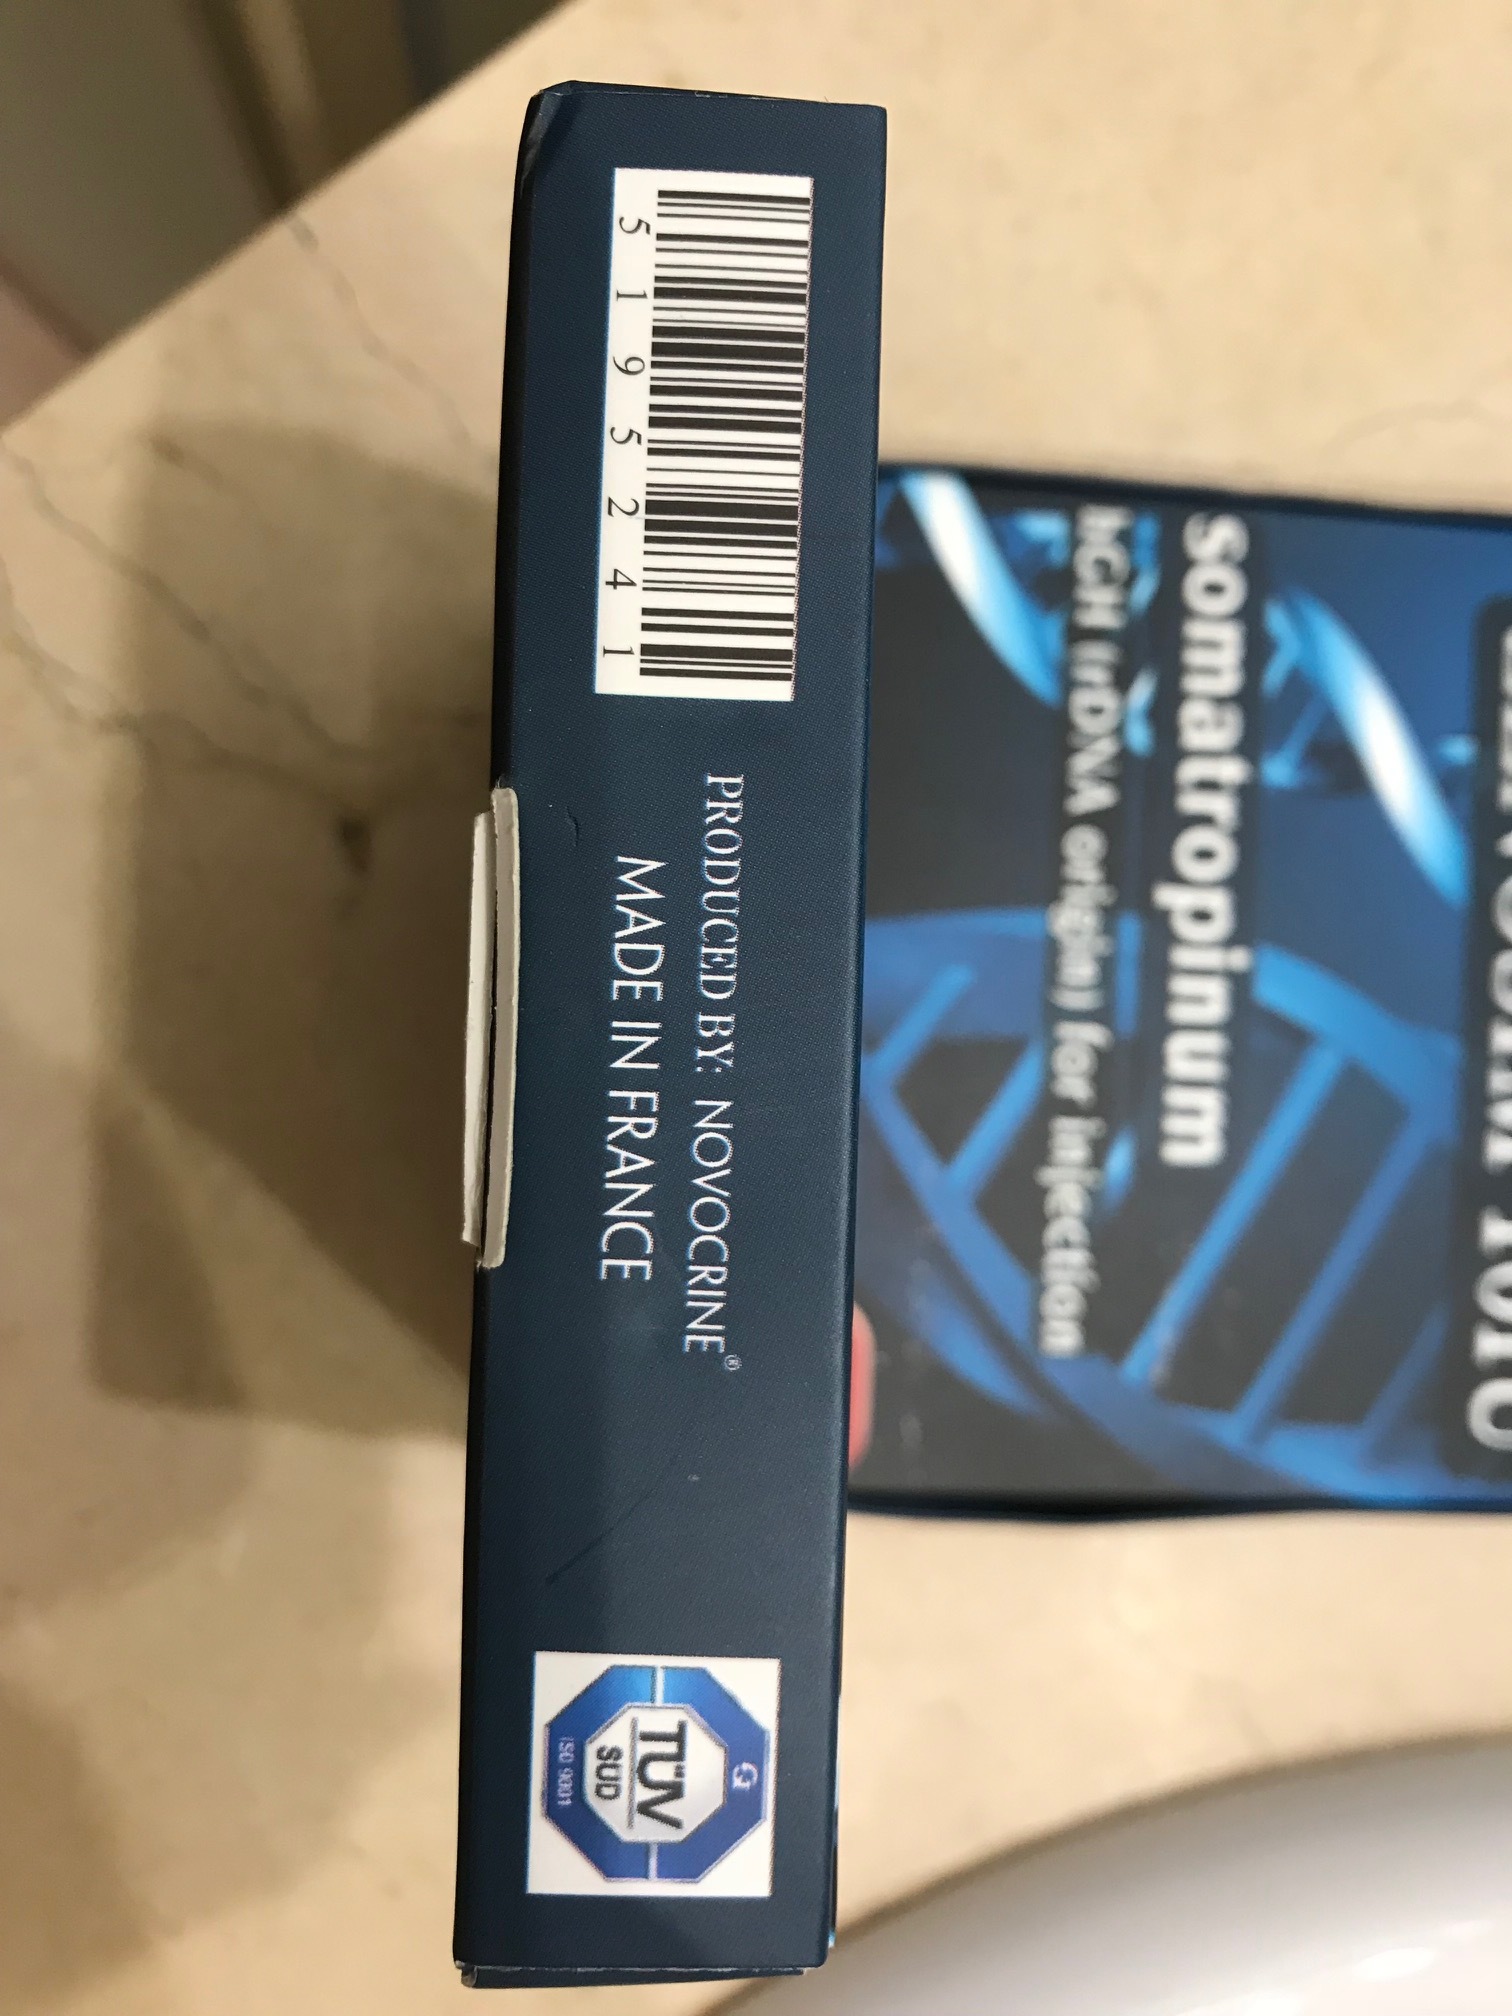 5 1 9 5 2 4 1
PRODUCED BY: NOVOCRINE®
MADE IN FRANCE
TÜV
SÜD
ISO 9001
somatropinum
hGH (rDNA origin) for injection